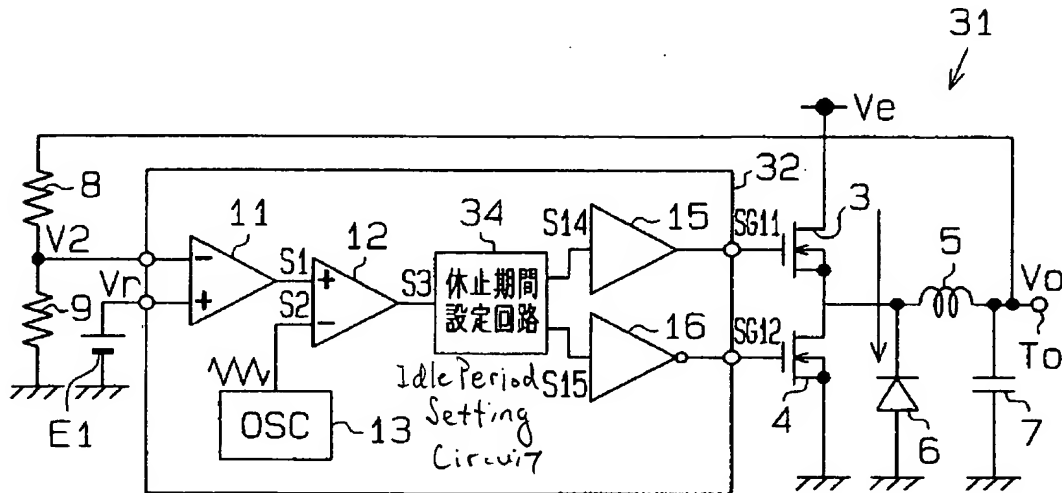 31
Ve
8
32
11
34
S14
15
SG11
3
V2
12
5
Vo
S1
S3
休止期間
設定回路
Vr
S2
9
16
SG12
To
Idle Period
Setting
Circuit
S15
E1
OSC
13
4
6
7